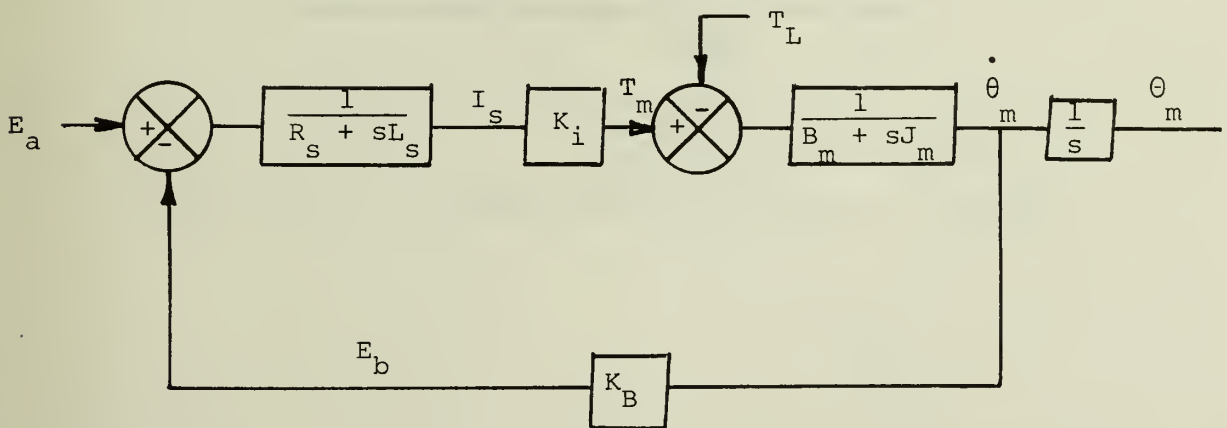 T_L
E_a
+
-
1
R_s + sL_s
I_s
K_i
T_m
+
-
1
B_m + sJ_m
θ̇_m
1
s
Θ_m
E_b
K_B